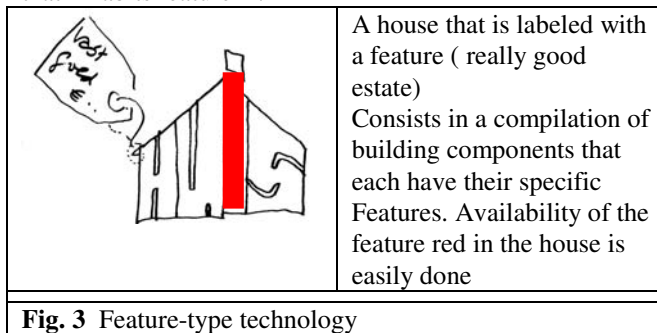 €..
A house that is labeled with
a feature ( really good
estate)
Consists in a compilation of
building components that
each have their specific
Features. Availability of the
feature red in the house is
easily done
Fig. 3 Feature-type technology